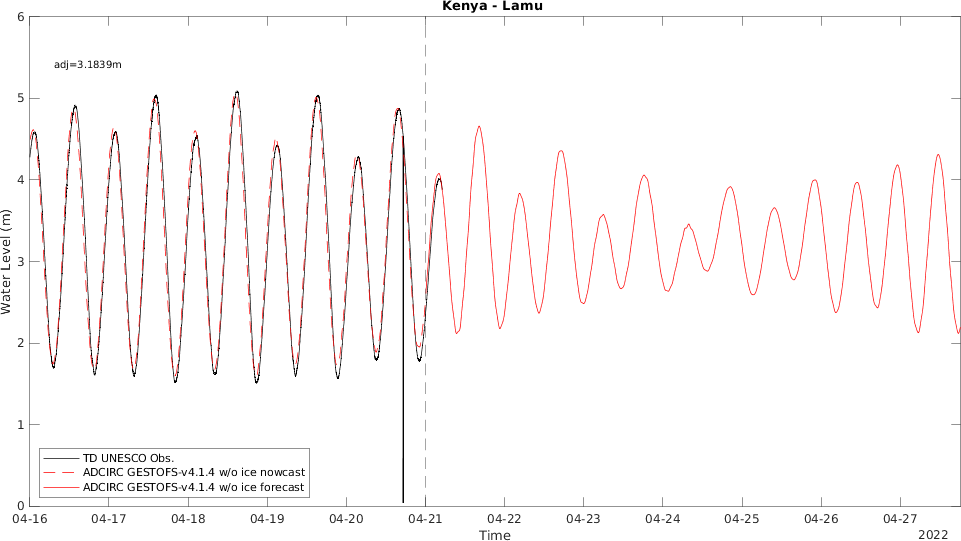 Kenya - Lamu
6
adj=3.1839m
5
4
3
2
1
0
Water Level (m)
TD UNESCO Obs.
ADCIRC GESTOFS-v4.1.4 w/o ice nowcast
ADCIRC GESTOFS-v4.1.4 w/o ice forecast
04-16 04-17 04-18 04-19 04-20 04-21 04-22 04-23 04-24 04-25 04-26 04-27
Time
2022